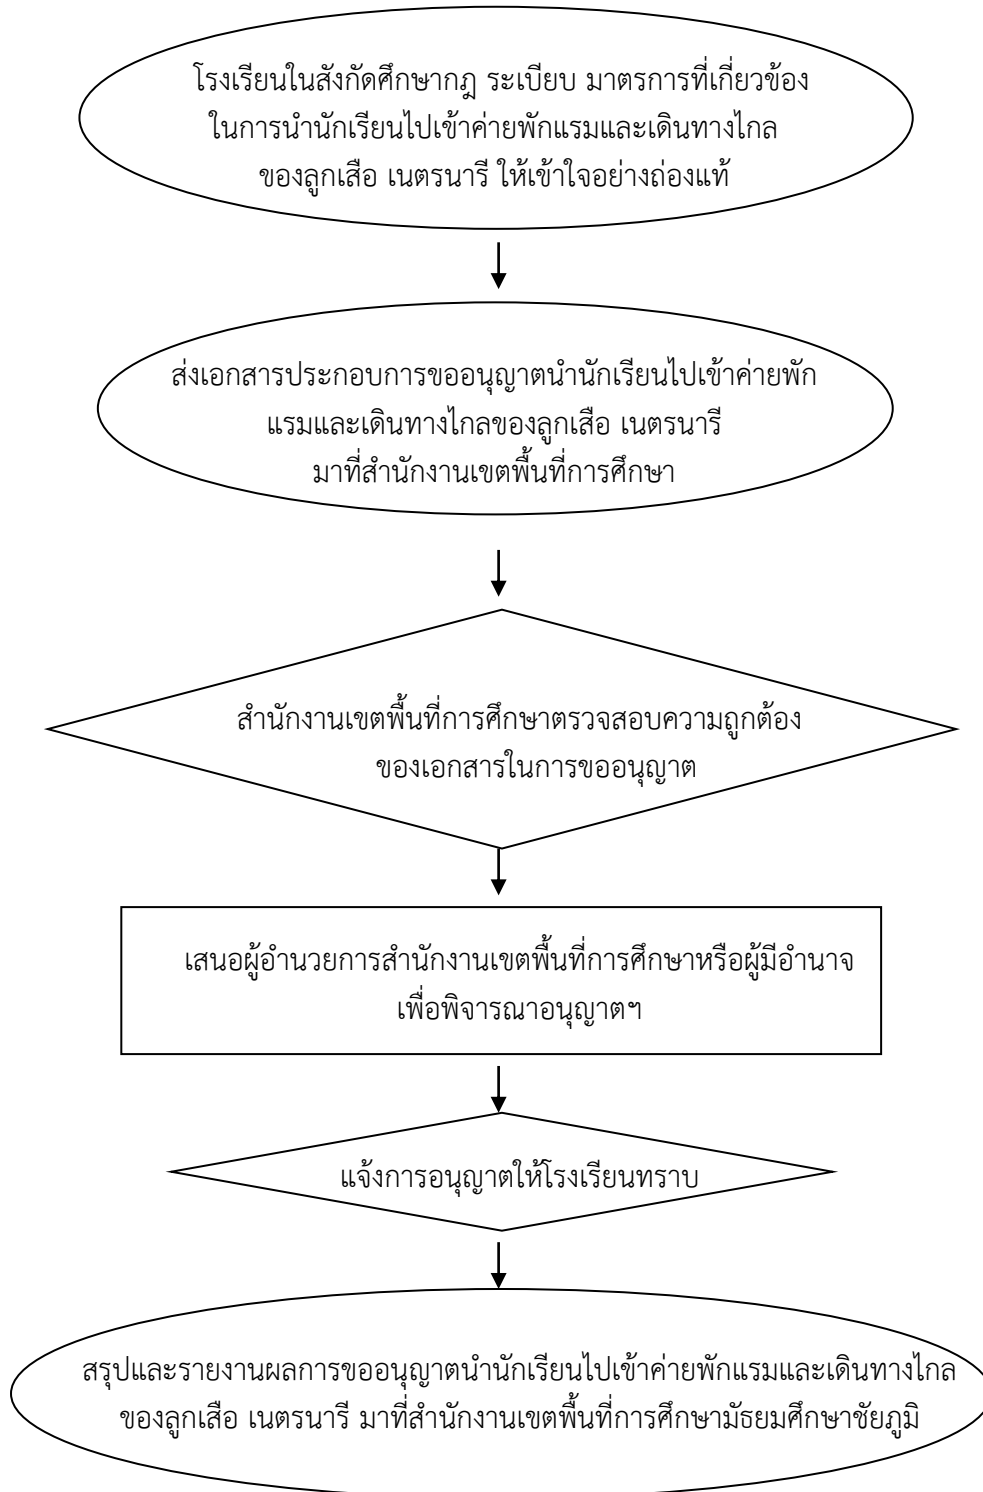 โรงเรียนในสังกัดศึกษากฎ ระเบียบ มาตรการที่เกี่ยวข้อง
ในการนำนักเรียนไปเข้าค่ายพักแรมและเดินทางไกล
ของลูกเสือ เนตรนารี ให้เข้าใจอย่างถ่องแท้
ส่งเอกสารประกอบการขออนุญาตนำนักเรียนไปเข้าค่ายพัก
แรมและเดินทางไกลของลูกเสือ เนตรนารี
มาที่สำนักงานเขตพื้นที่การศึกษา
สำนักงานเขตพื้นที่การศึกษาตรวจสอบความถูกต้อง
ของเอกสารในการขออนุญาต
เสนอผู้อำนวยการสำนักงานเขตพื้นที่การศึกษาหรือผู้มีอำนาจ
เพื่อพิจารณาอนุญาตฯ
แจ้งการอนุญาตให้โรงเรียนทราบ
สรุปและรายงานผลการขออนุญาตนำนักเรียนไปเข้าค่ายพักแรมและเดินทางไกล
ของลูกเสือ เนตรนารี มาที่สำนักงานเขตพื้นที่การศึกษามัธยมศึกษาชัยภูมิ